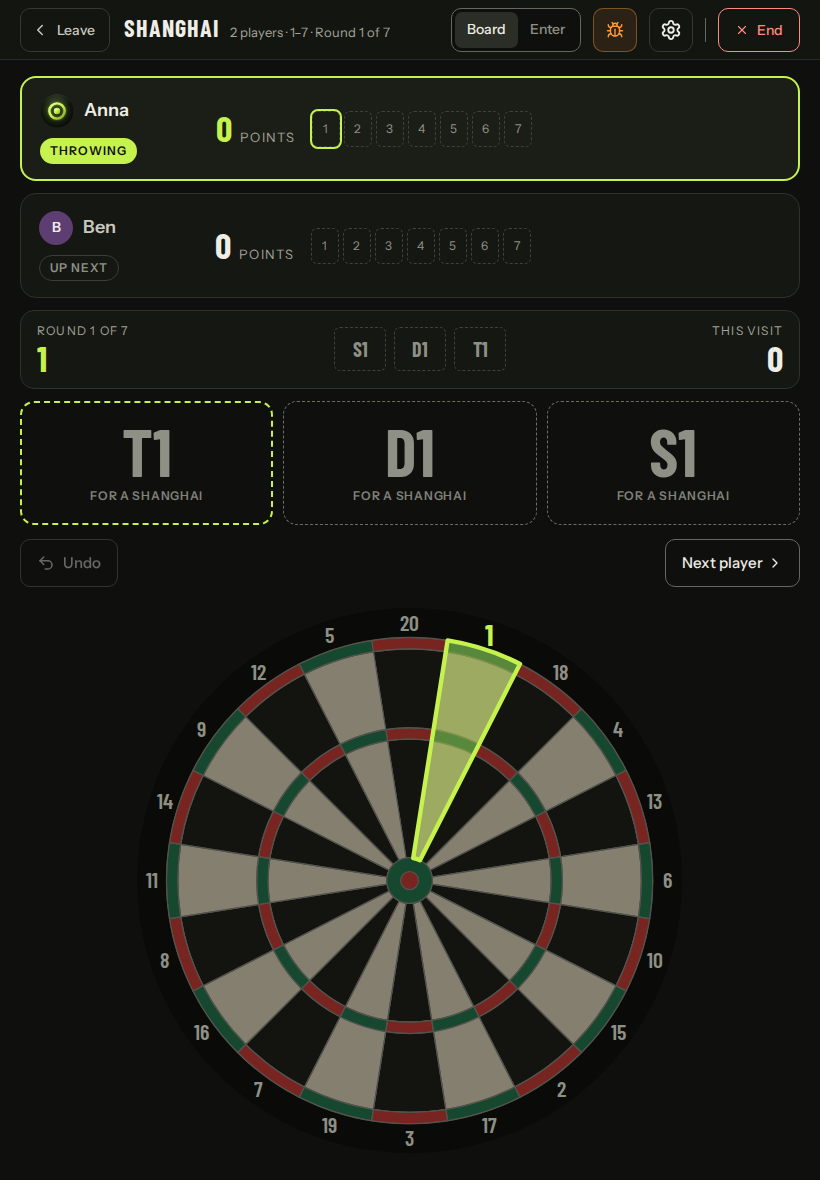 Leave
SHANGHAI
2 players · 1–7 · Round 1 of 7
Board
Enter
End
Anna
THROWING
0 POINTS
1 2 3 4 5 6 7
B
Ben
UP NEXT
0 POINTS
1 2 3 4 5 6 7
ROUND 1 OF 7
1
S1 D1 T1
THIS VISIT
0
T1
FOR A SHANGHAI
D1
FOR A SHANGHAI
S1
FOR A SHANGHAI
Undo
Next player
20
1
18
4
13
6
10
15
2
17
3
19
7
16
8
11
14
9
12
5